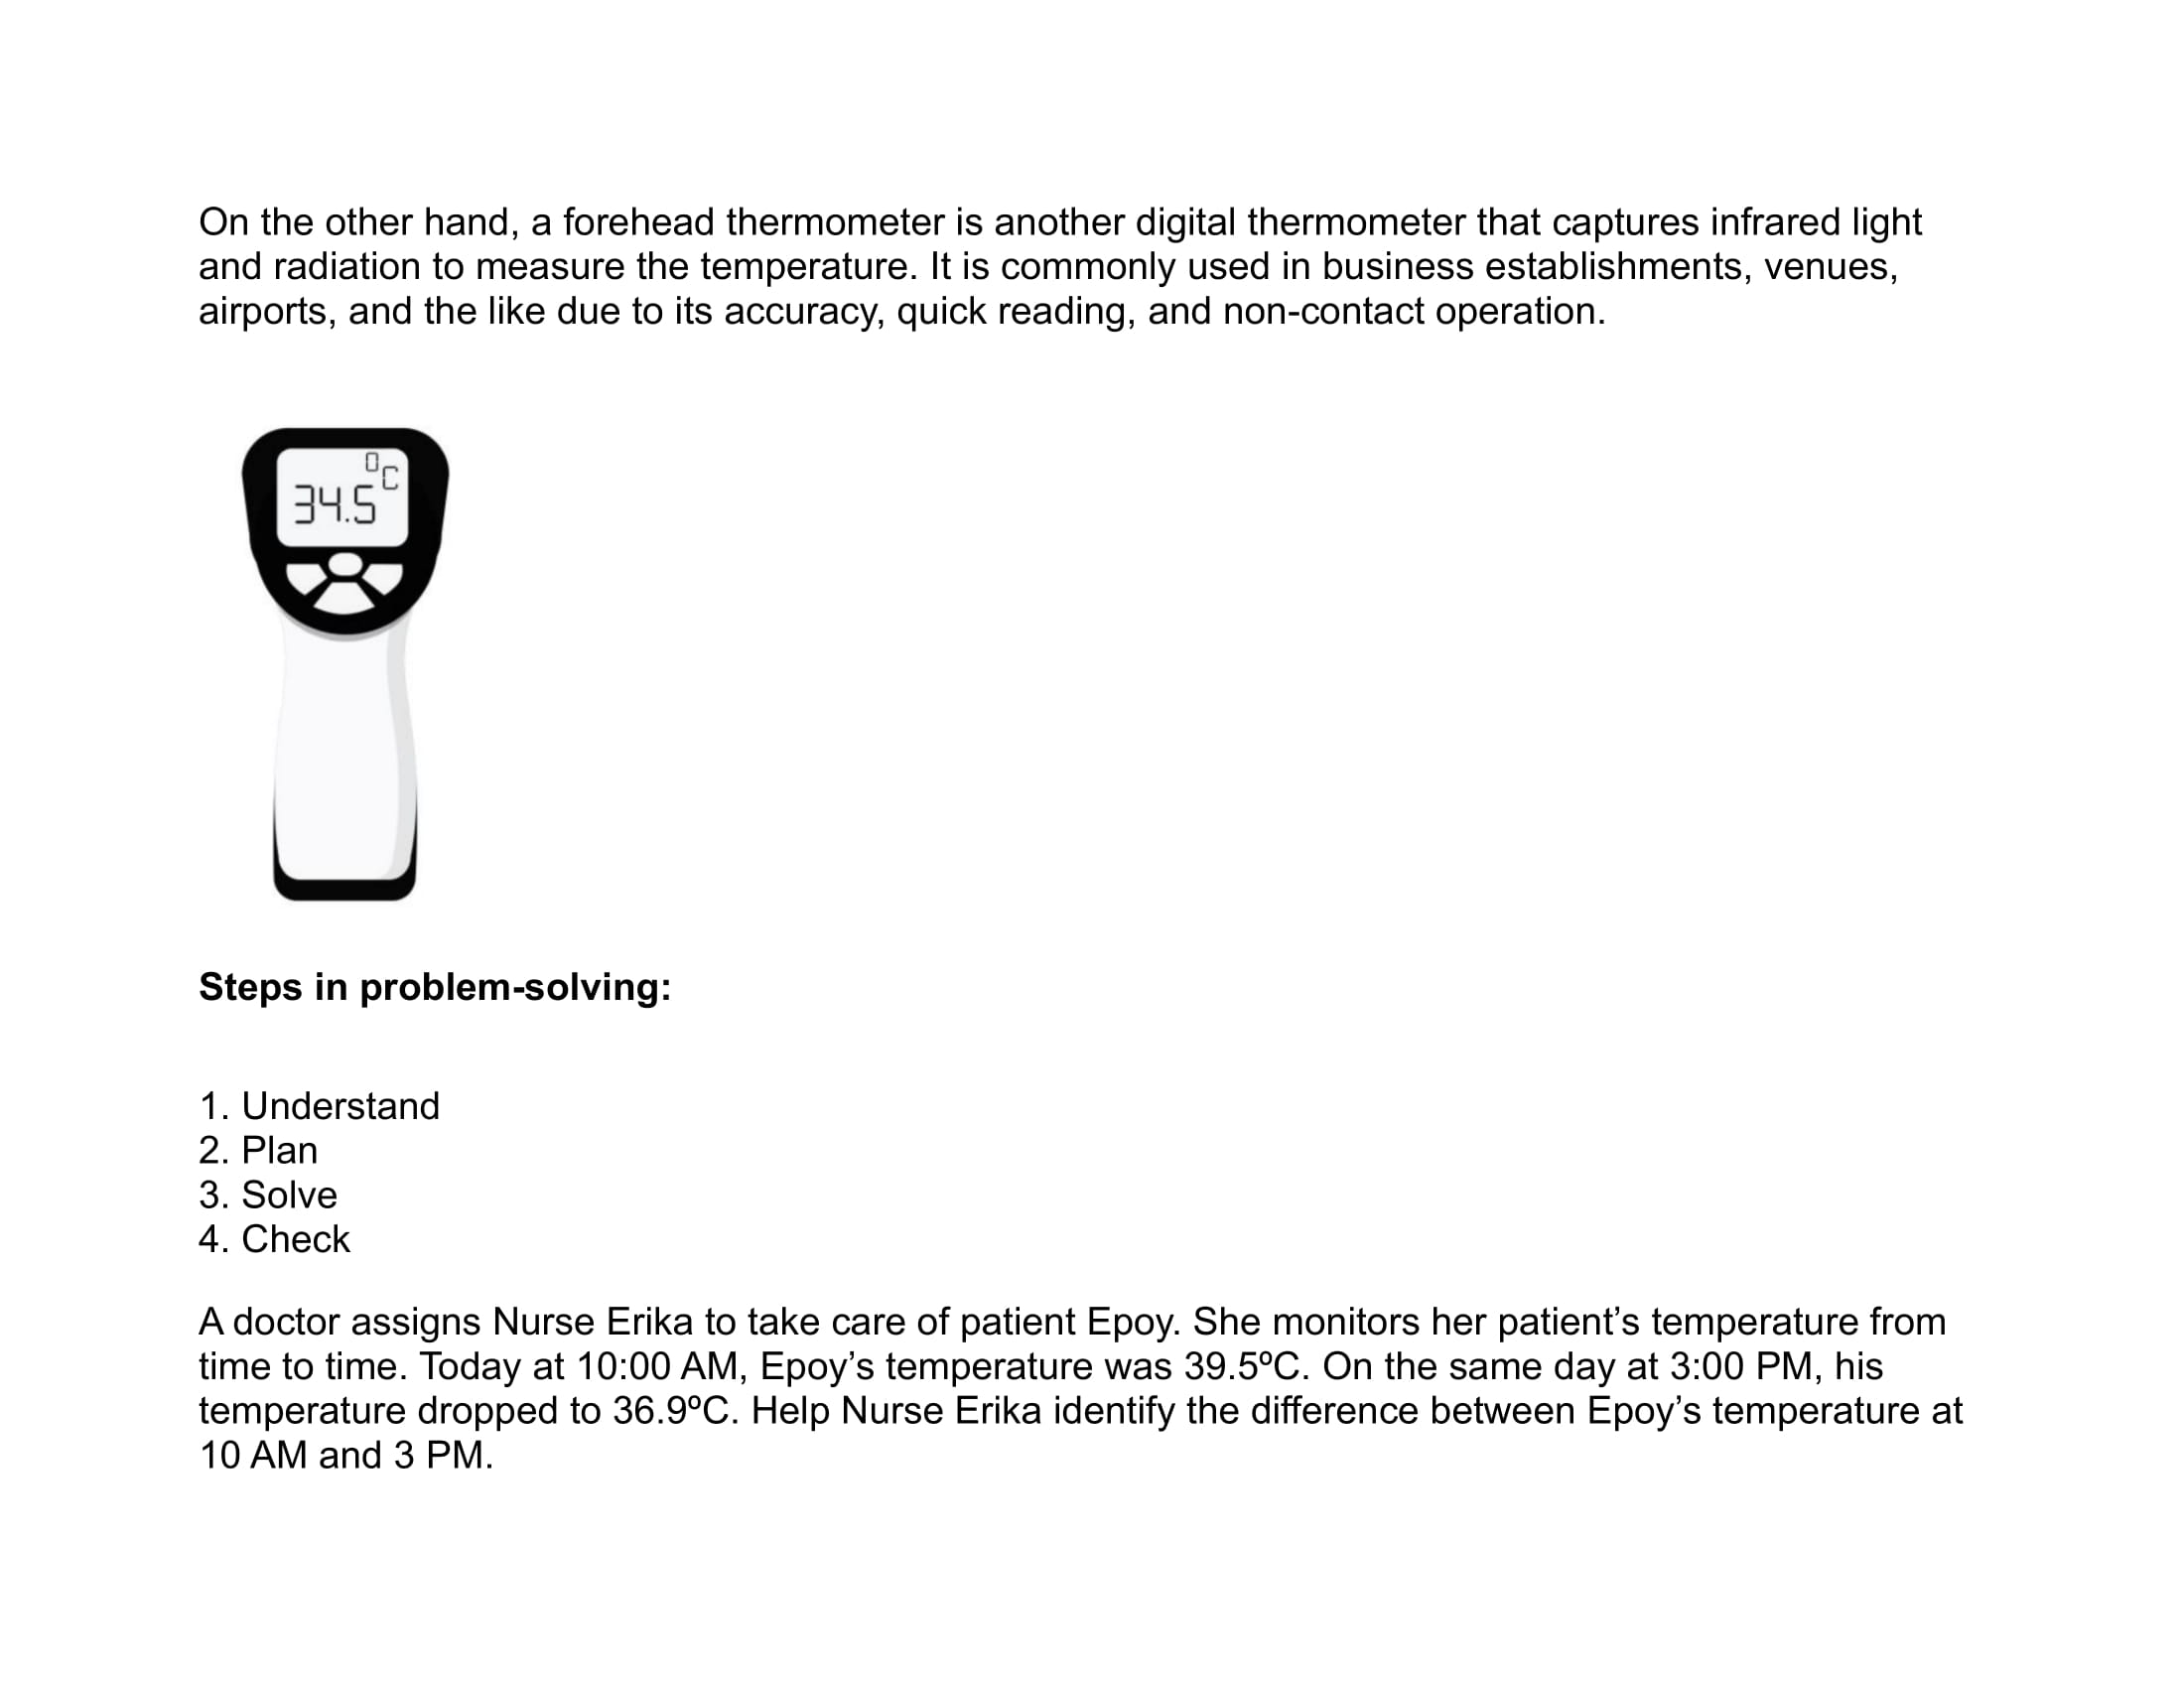 On the other hand, a forehead thermometer is another digital thermometer that captures infrared light
and radiation to measure the temperature. It is commonly used in business establishments, venues,
airports, and the like due to its accuracy, quick reading, and non-contact operation.
0C
34.5
Steps in problem-solving:
1. Understand
2. Plan
3. Solve
4. Check
A doctor assigns Nurse Erika to take care of patient Epoy. She monitors her patient’s temperature from
time to time. Today at 10:00 AM, Epoy’s temperature was 39.5ºC. On the same day at 3:00 PM, his
temperature dropped to 36.9ºC. Help Nurse Erika identify the difference between Epoy’s temperature at
10 AM and 3 PM.